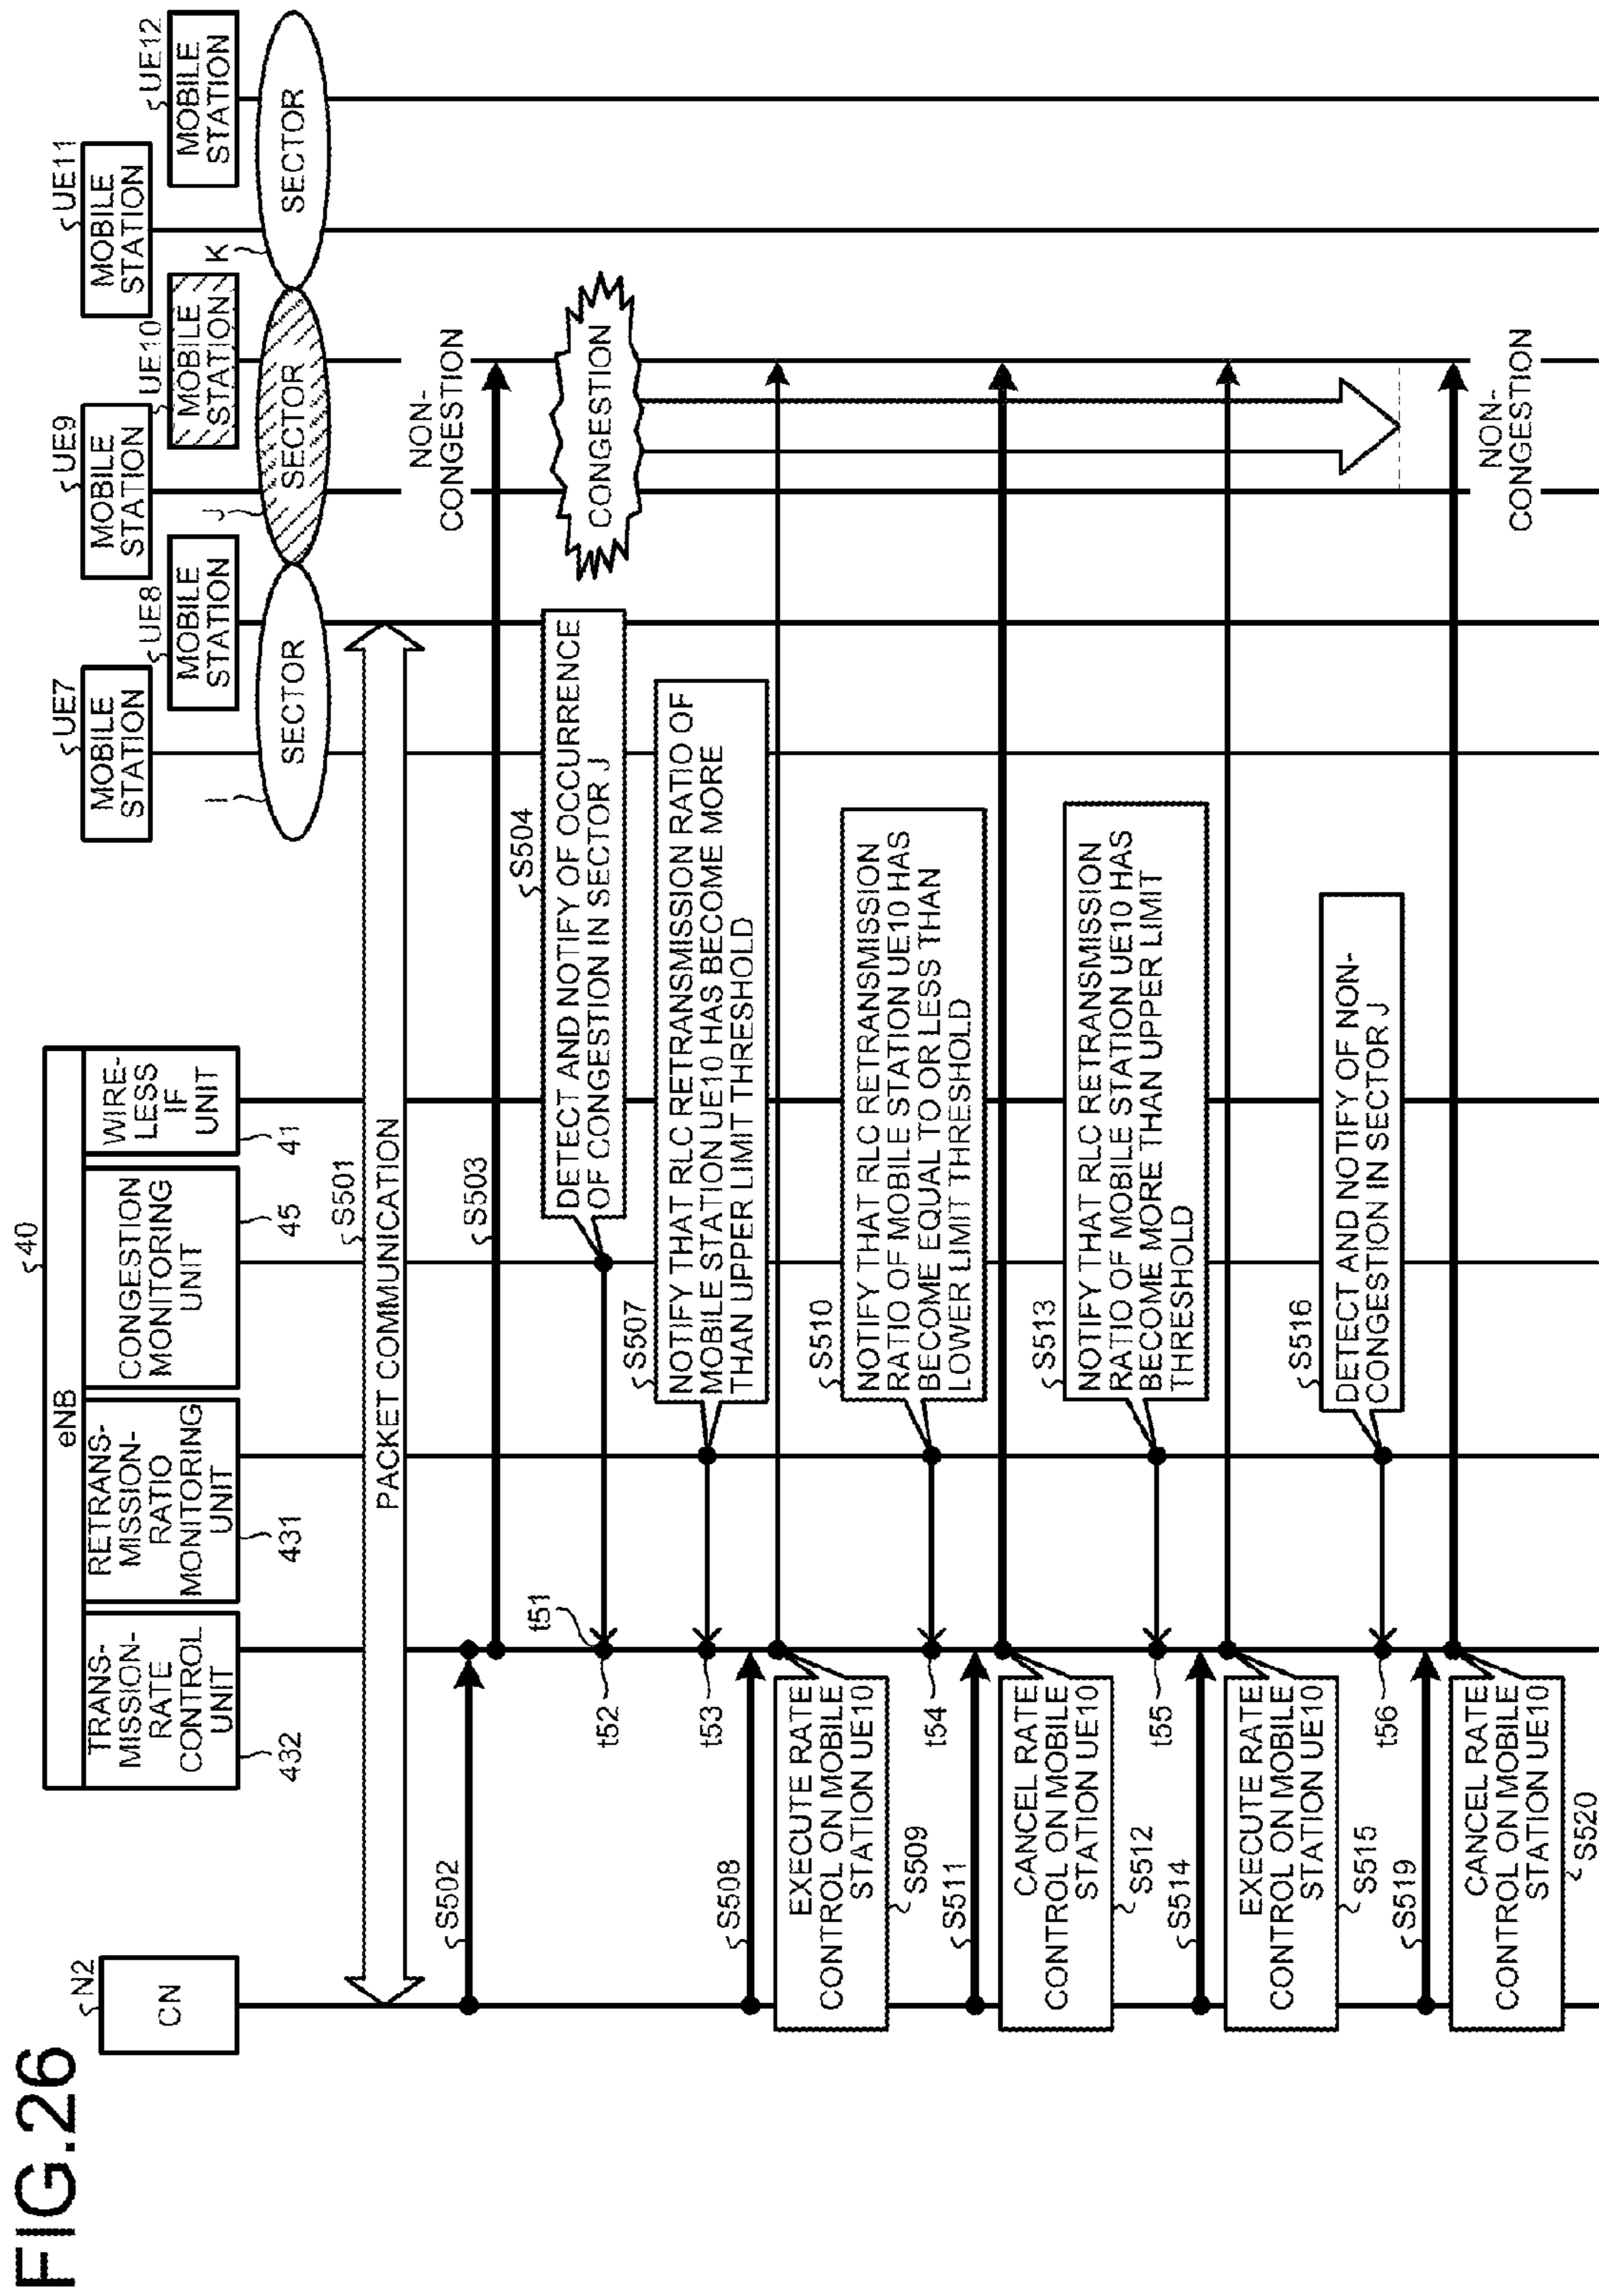 FIG.26
N2
CN
40
eNB
TRANS-
MISSION-
RATE
CONTROL
UNIT
432
RETRANS-
MISSION-
RATIO
MONITORING
UNIT
431
CONGESTION
MONITORING
UNIT
45
WIRE-
LESS
IF
UNIT
41
UE7
MOBILE
STATION
UE8
MOBILE
STATION
UE9
MOBILE
STATION
UE10
MOBILE
STATION
UE11
MOBILE
STATION
UE12
MOBILE
STATION
I
SECTOR
J
SECTOR
K
SECTOR
S501
PACKET COMMUNICATION
NON-
CONGESTION
S502
S503
S504
DETECT AND NOTIFY OF OCCURRENCE
OF CONGESTION IN SECTOR J
CONGESTION
t51
t52
S507
NOTIFY THAT RLC RETRANSMISSION RATIO OF
MOBILE STATION UE10 HAS BECOME MORE
THAN UPPER LIMIT THRESHOLD
t53
S508
EXECUTE RATE
CONTROL ON MOBILE
STATION UE10
S509
S510
NOTIFY THAT RLC RETRANSMISSION
RATIO OF MOBILE STATION UE10 HAS
BECOME EQUAL TO OR LESS THAN
LOWER LIMIT THRESHOLD
t54
S511
CANCEL RATE
CONTROL ON MOBILE
STATION UE10
S512
S513
NOTIFY THAT RLC RETRANSMISSION
RATIO OF MOBILE STATION UE10 HAS
BECOME MORE THAN UPPER LIMIT
THRESHOLD
t55
S514
EXECUTE RATE
CONTROL ON MOBILE
STATION UE10
S515
S516
DETECT AND NOTIFY OF NON-
CONGESTION IN SECTOR J
t56
S519
CANCEL RATE
CONTROL ON MOBILE
STATION UE10
S520
NON-
CONGESTION